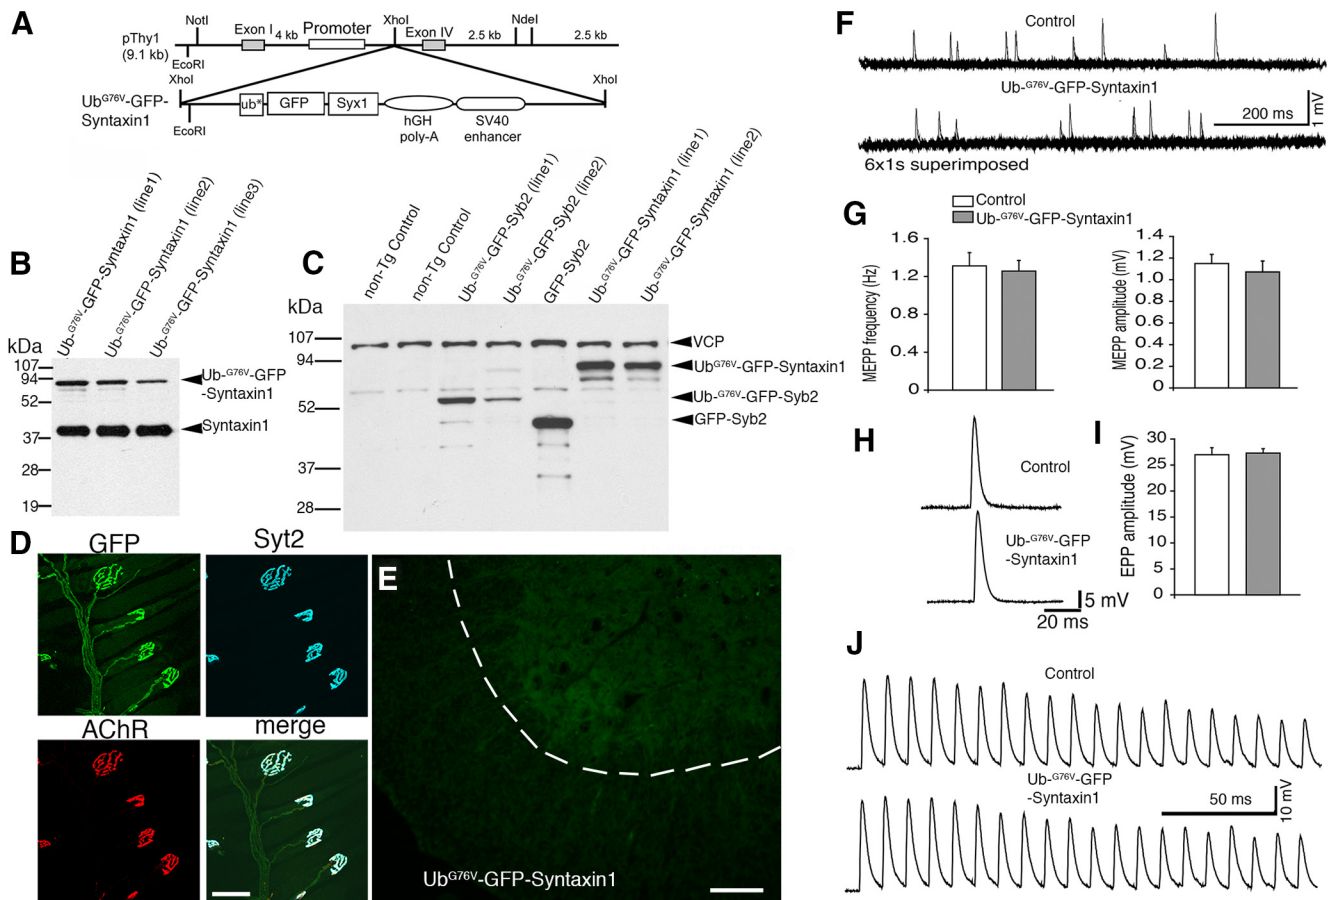 A
NotI
Exon I
4 kb
Promoter
XhoI
Exon IV
2.5 kb
NdeI
2.5 kb
pThy1
(9.1 kb)
EcoRI
XhoI
XhoI
Ub^G76V-GFP-
Syntaxin1
ub*
GFP
Syx1
EcoRI
hGH
poly-A
SV40
enhancer
B
Ub-^G76V-GFP-Syntaxin1 (line1)
Ub-^G76V-GFP-Syntaxin1 (line2)
Ub-^G76V-GFP-Syntaxin1 (line3)
kDa
107
94
52
37
28
19
Ub-^G76V-GFP
-Syntaxin1
Syntaxin1
C
non-Tg Control
non-Tg Control
Ub-^G76V-GFP-Syb2 (line1)
Ub-^G76V-GFP-Syb2 (line2)
GFP-Syb2
Ub-^G76V-GFP-Syntaxin1 (line1)
Ub-^G76V-GFP-Syntaxin1 (line2)
kDa
107
94
52
37
28
VCP
Ub^G76V-GFP-Syntaxin1
Ub-^G76V-GFP-Syb2
GFP-Syb2
D
GFP
Syt2
AChR
merge
E
Ub^G76V-GFP-Syntaxin1
F
Control
Ub-^G76V-GFP-Syntaxin1
200 ms
1 mV
6x1s superimposed
G
Control
Ub-^G76V-GFP-Syntaxin1
MEPP frequency (Hz)
1.6
1.2
0.8
0.4
0
MEPP amplitude (mV)
1.4
1.2
1.0
0.8
0.6
0.4
0.2
0
H
Control
Ub-^G76V-GFP
-Syntaxin1
5 mV
20 ms
I
EPP amplitude (mV)
30
25
20
15
10
5
0
J
Control
Ub-^G76V-GFP
-Syntaxin1
50 ms
10 mV